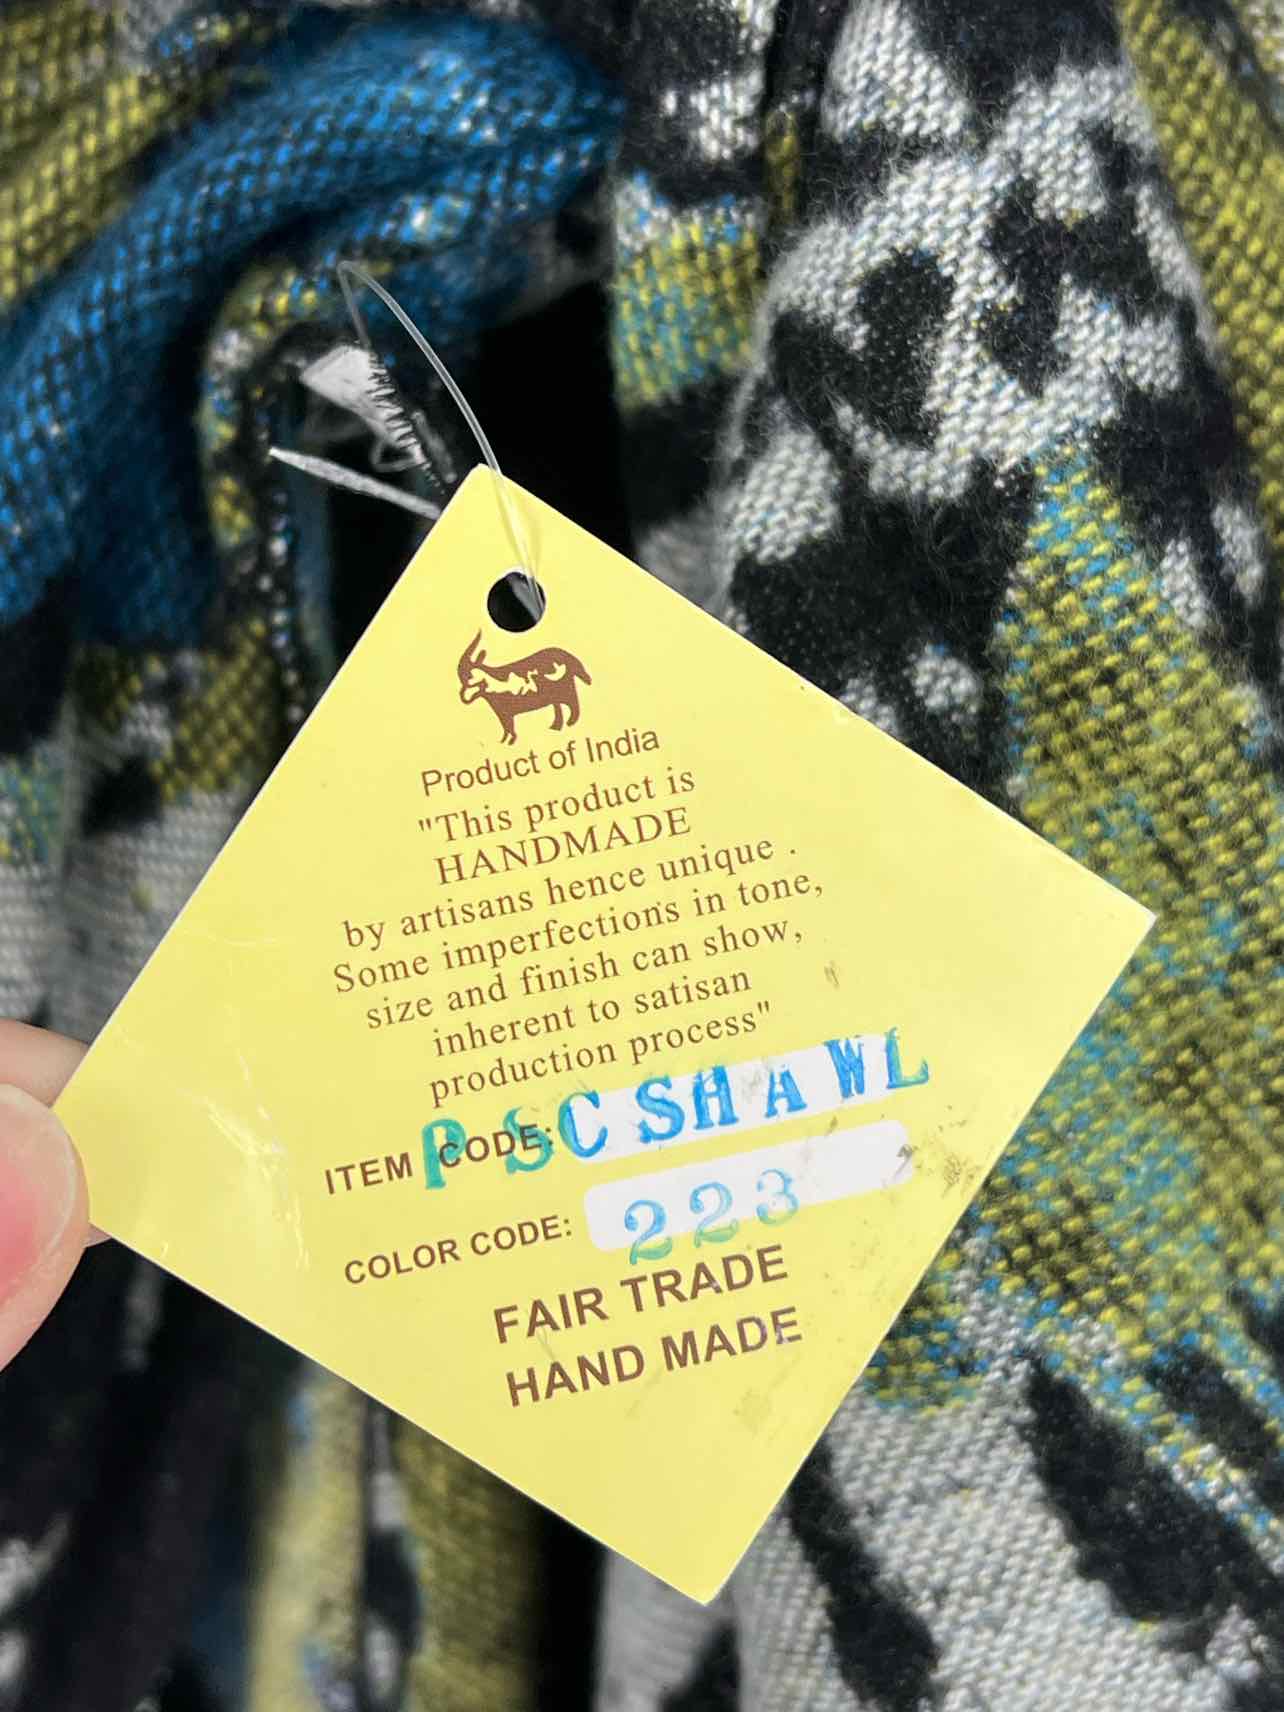 Product of India
"This product is
HANDMADE
by artisans hence unique .
Some imperfections in tone,
size and finish can show,
inherent to satisan
production process"
ITEM CODE: PSCSHAWL
COLOR CODE: 223
FAIR TRADE
HAND MADE